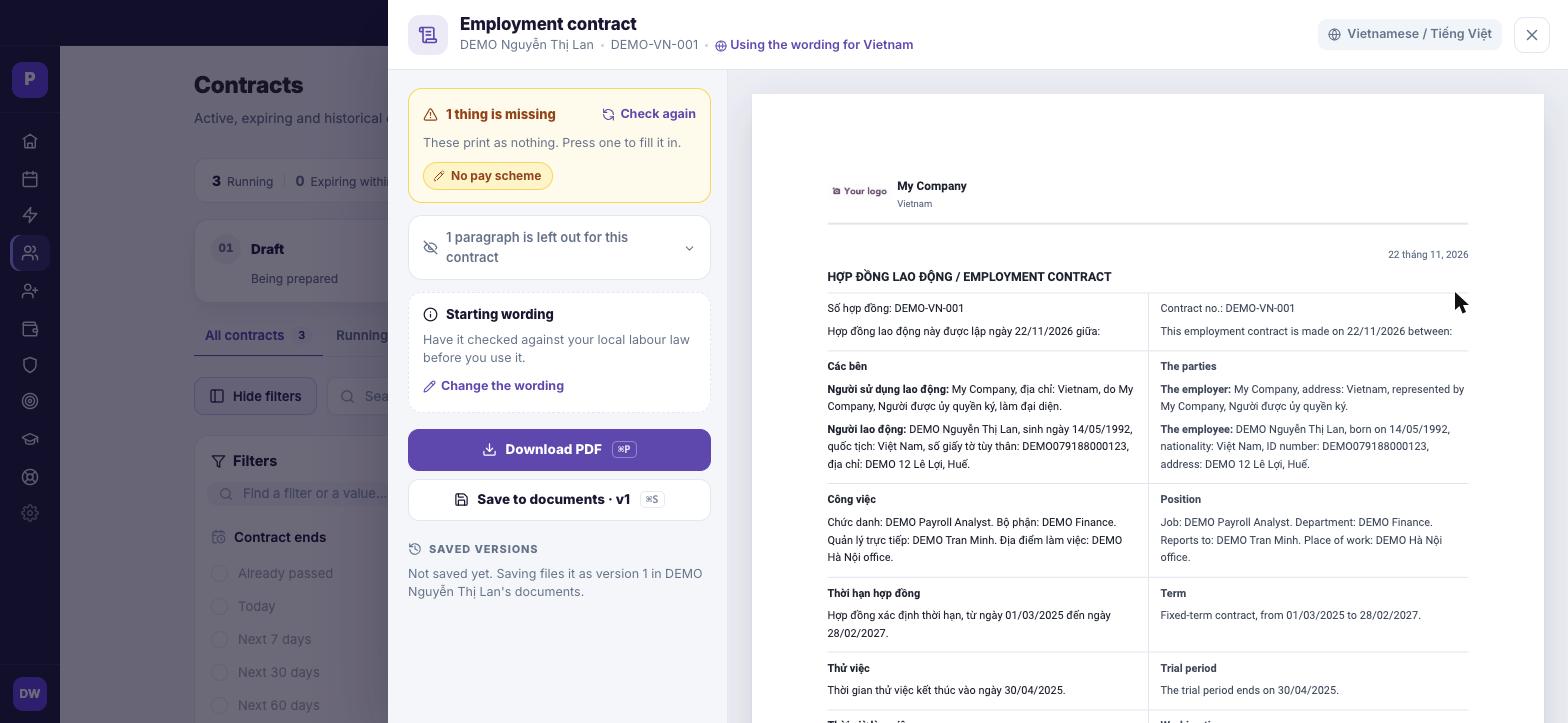 P
DW
Contracts
Active, expiring and historical
3 Running
0 Expiring within
01 Draft
Being prepared
All contracts 3 Running
Hide filters
Sea
Filters
Find a filter or a value...
Contract ends
Already passed
Today
Next 7 days
Next 30 days
Next 60 days
Employment contract
DEMO Nguyễn Thị Lan • DEMO-VN-001 • Using the wording for Vietnam
Vietnamese / Tiếng Việt
1 thing is missing
Check again
These print as nothing. Press one to fill it in.
No pay scheme
1 paragraph is left out for this
contract
Starting wording
Have it checked against your local labour law
before you use it.
Change the wording
Download PDF ⌘P
Save to documents · v1 ⌘S
SAVED VERSIONS
Not saved yet. Saving files it as version 1 in DEMO
Nguyễn Thị Lan's documents.
Your logo
My Company
Vietnam
22 tháng 11, 2026
HỢP ĐỒNG LAO ĐỘNG / EMPLOYMENT CONTRACT
Số hợp đồng: DEMO-VN-001
Hợp đồng lao động này được lập ngày 22/11/2026 giữa:
Contract no.: DEMO-VN-001
This employment contract is made on 22/11/2026 between:
Các bên
Người sử dụng lao động: My Company, địa chỉ: Vietnam, do My
Company, Người được ủy quyền ký, làm đại diện.
Người lao động: DEMO Nguyễn Thị Lan, sinh ngày 14/05/1992,
quốc tịch: Việt Nam, số giấy tờ tùy thân: DEMO079188000123,
địa chỉ: DEMO 12 Lê Lợi, Huế.
The parties
The employer: My Company, address: Vietnam, represented by
My Company, Người được ủy quyền ký.
The employee: DEMO Nguyễn Thị Lan, born on 14/05/1992,
nationality: Việt Nam, ID number: DEMO079188000123,
address: DEMO 12 Lê Lợi, Huế.
Công việc
Chức danh: DEMO Payroll Analyst. Bộ phận: DEMO Finance.
Quản lý trực tiếp: DEMO Tran Minh. Địa điểm làm việc: DEMO
Hà Nội office.
Position
Job: DEMO Payroll Analyst. Department: DEMO Finance.
Reports to: DEMO Tran Minh. Place of work: DEMO Hà Nội
office.
Thời hạn hợp đồng
Hợp đồng xác định thời hạn, từ ngày 01/03/2025 đến ngày
28/02/2027.
Term
Fixed-term contract, from 01/03/2025 to 28/02/2027.
Thử việc
Thời gian thử việc kết thúc vào ngày 30/04/2025.
Trial period
The trial period ends on 30/04/2025.